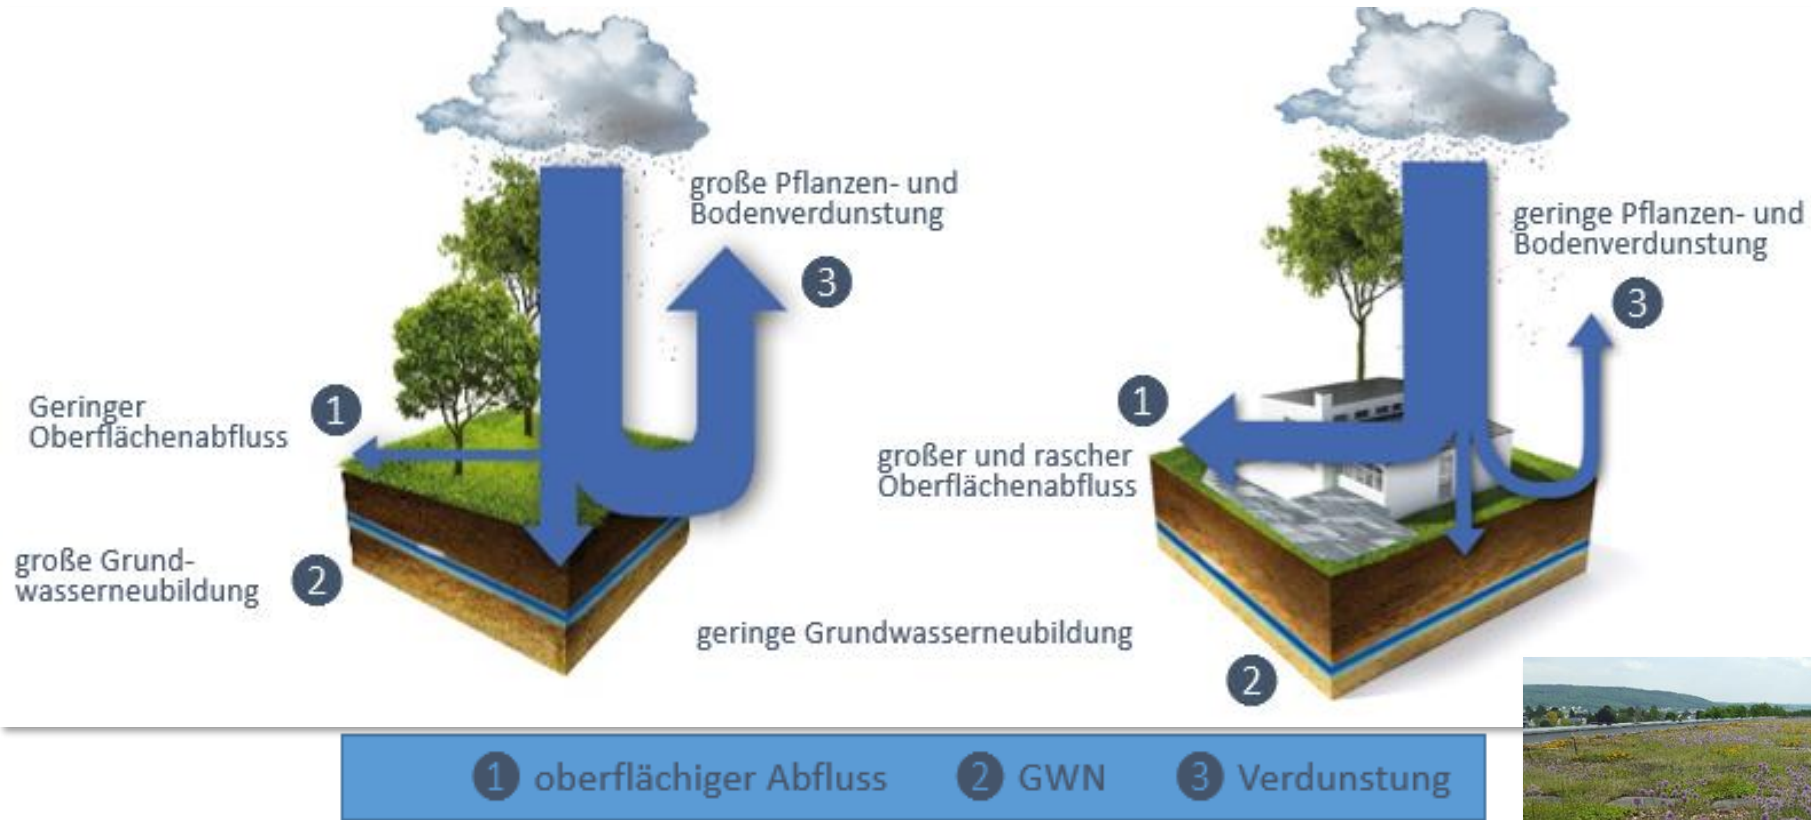 große Pflanzen- und
Bodenverdunstung
3
1
Geringer
Oberflächenabfluss
große Grund-
wasserneubildung
2
geringe Pflanzen- und
Bodenverdunstung
3
1
großer und rascher
Oberflächenabfluss
geringe Grundwasserneubildung
2
1 oberflächiger Abfluss 2 GWN 3 Verdunstung